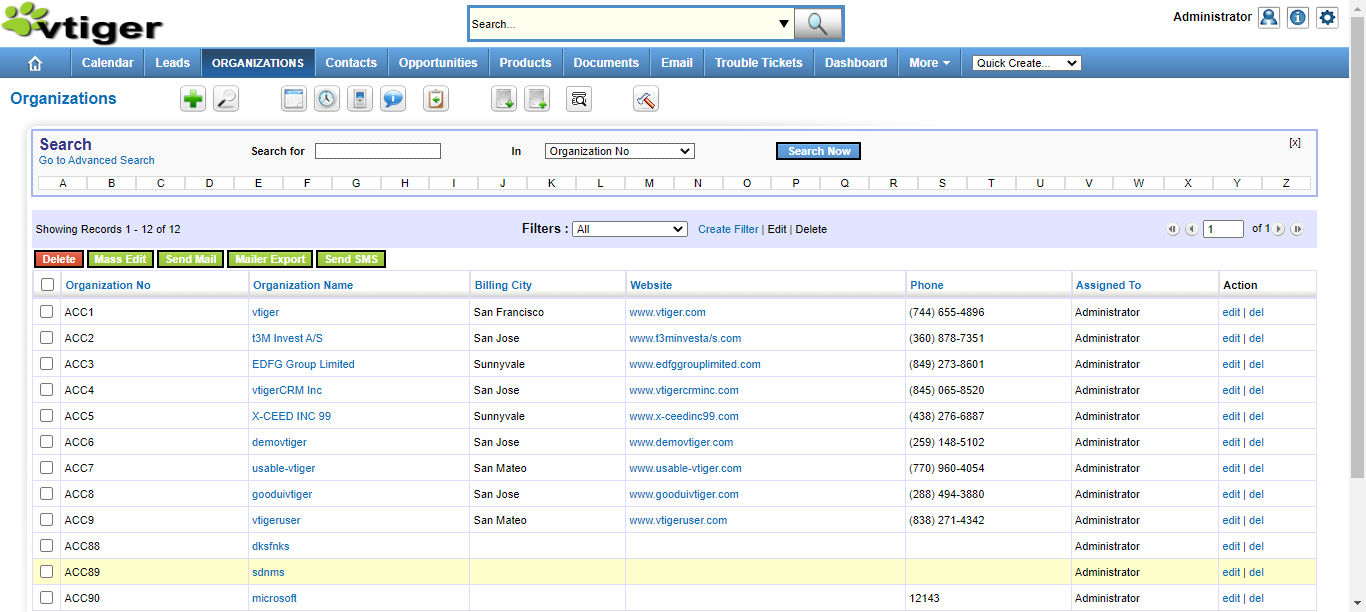 vtiger
Search...
Administrator
Calendar Leads ORGANIZATIONS Contacts Opportunities Products Documents Email Trouble Tickets Dashboard More Quick Create...
Organizations
Search
Go to Advanced Search
Search for In Organization No Search Now [x]
A B C D E F G H I J K L M N O P Q R S T U V W X Y Z
Showing Records 1 - 12 of 12 Filters : All Create Filter | Edit | Delete 1 of 1
Delete Mass Edit Send Mail Mailer Export Send SMS
Organization No Organization Name Billing City Website Phone Assigned To Action
ACC1 vtiger San Francisco www.vtiger.com (744) 655-4896 Administrator edit | del
ACC2 t3M Invest A/S San Jose www.t3minvesta/s.com (360) 878-7351 Administrator edit | del
ACC3 EDFG Group Limited Sunnyvale www.edfggrouplimited.com (849) 273-8601 Administrator edit | del
ACC4 vtigerCRM Inc San Jose www.vtigercrminc.com (845) 065-8520 Administrator edit | del
ACC5 X-CEED INC 99 Sunnyvale www.x-ceedinc99.com (438) 276-6887 Administrator edit | del
ACC6 demovtiger San Jose www.demovtiger.com (259) 148-5102 Administrator edit | del
ACC7 usable-vtiger San Mateo www.usable-vtiger.com (770) 960-4054 Administrator edit | del
ACC8 gooduivtiger San Jose www.gooduivtiger.com (288) 494-3880 Administrator edit | del
ACC9 vtigeruser San Mateo www.vtigeruser.com (838) 271-4342 Administrator edit | del
ACC88 dksfnks Administrator edit | del
ACC89 sdnms Administrator edit | del
ACC90 microsoft 12143 Administrator edit | del